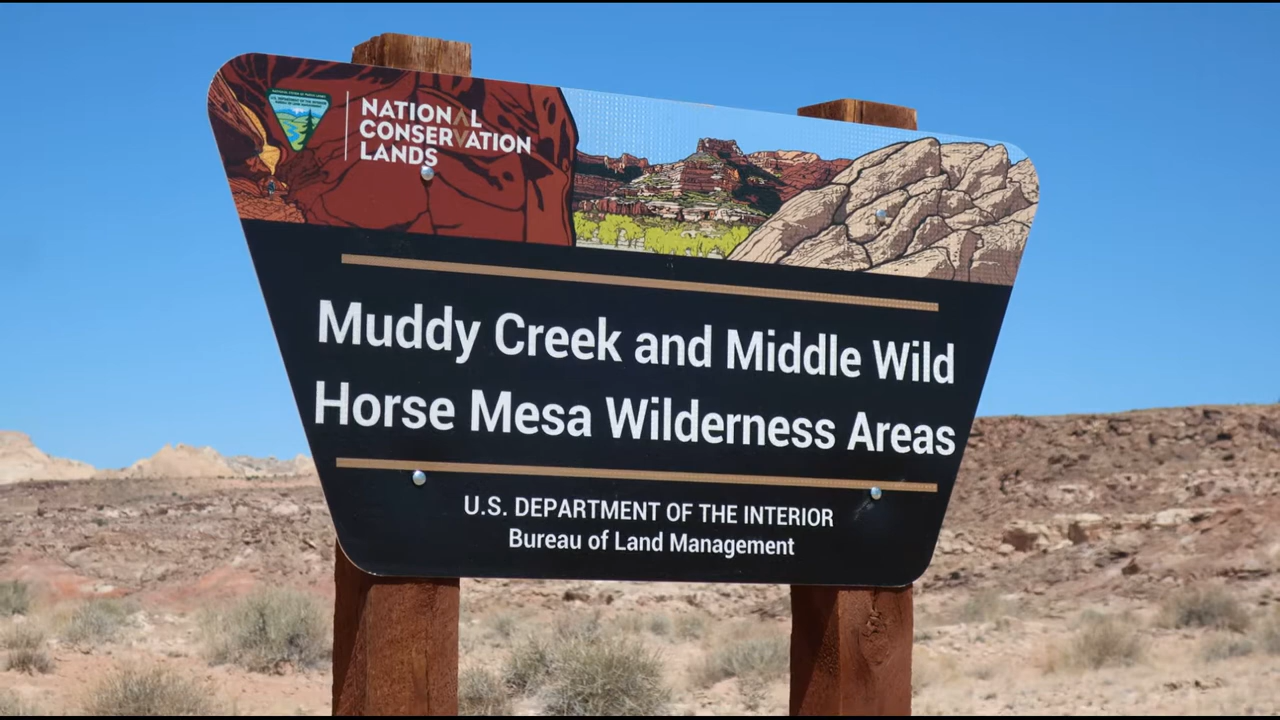 NATIONAL
CONSERVATION
LANDS
Muddy Creek and Middle Wild
Horse Mesa Wilderness Areas
U.S. DEPARTMENT OF THE INTERIOR
Bureau of Land Management